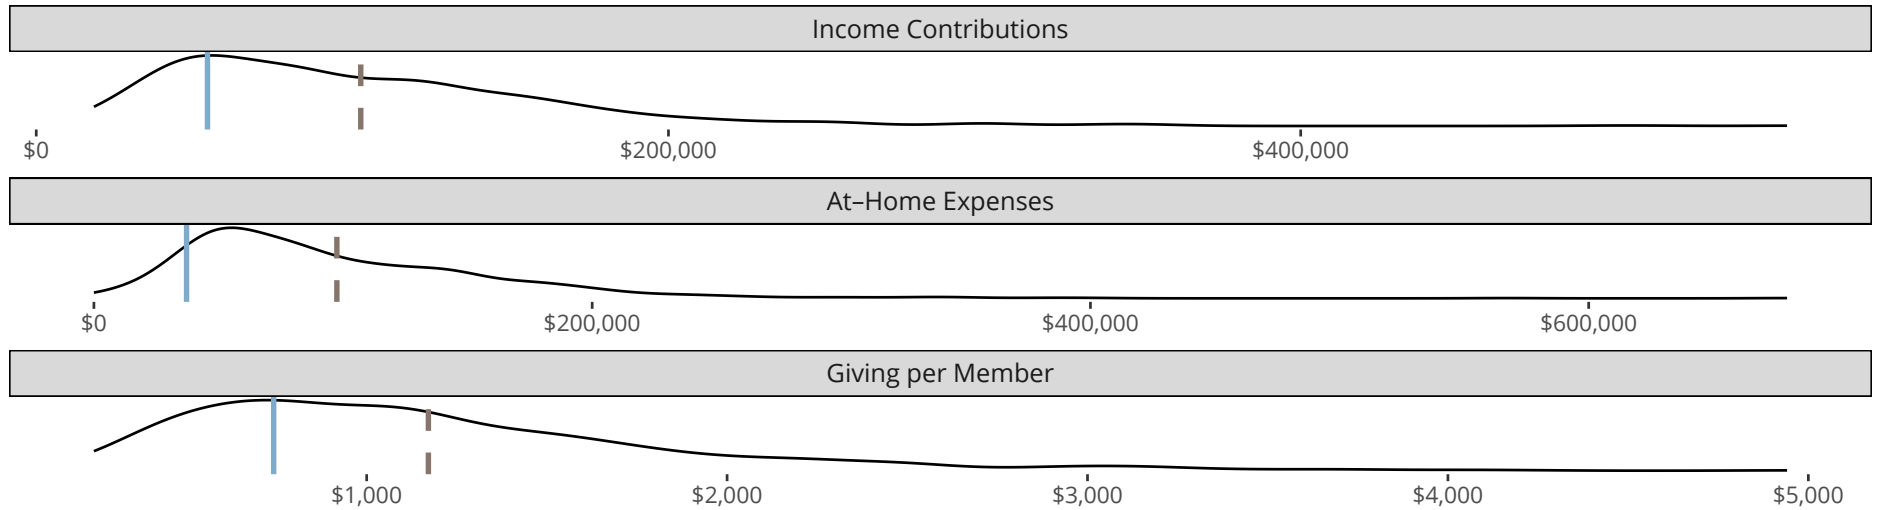 Income Contributions
$0 $200,000 $400,000
At–Home Expenses
$0 $200,000 $400,000 $600,000
Giving per Member
$1,000 $2,000 $3,000 $4,000 $5,000